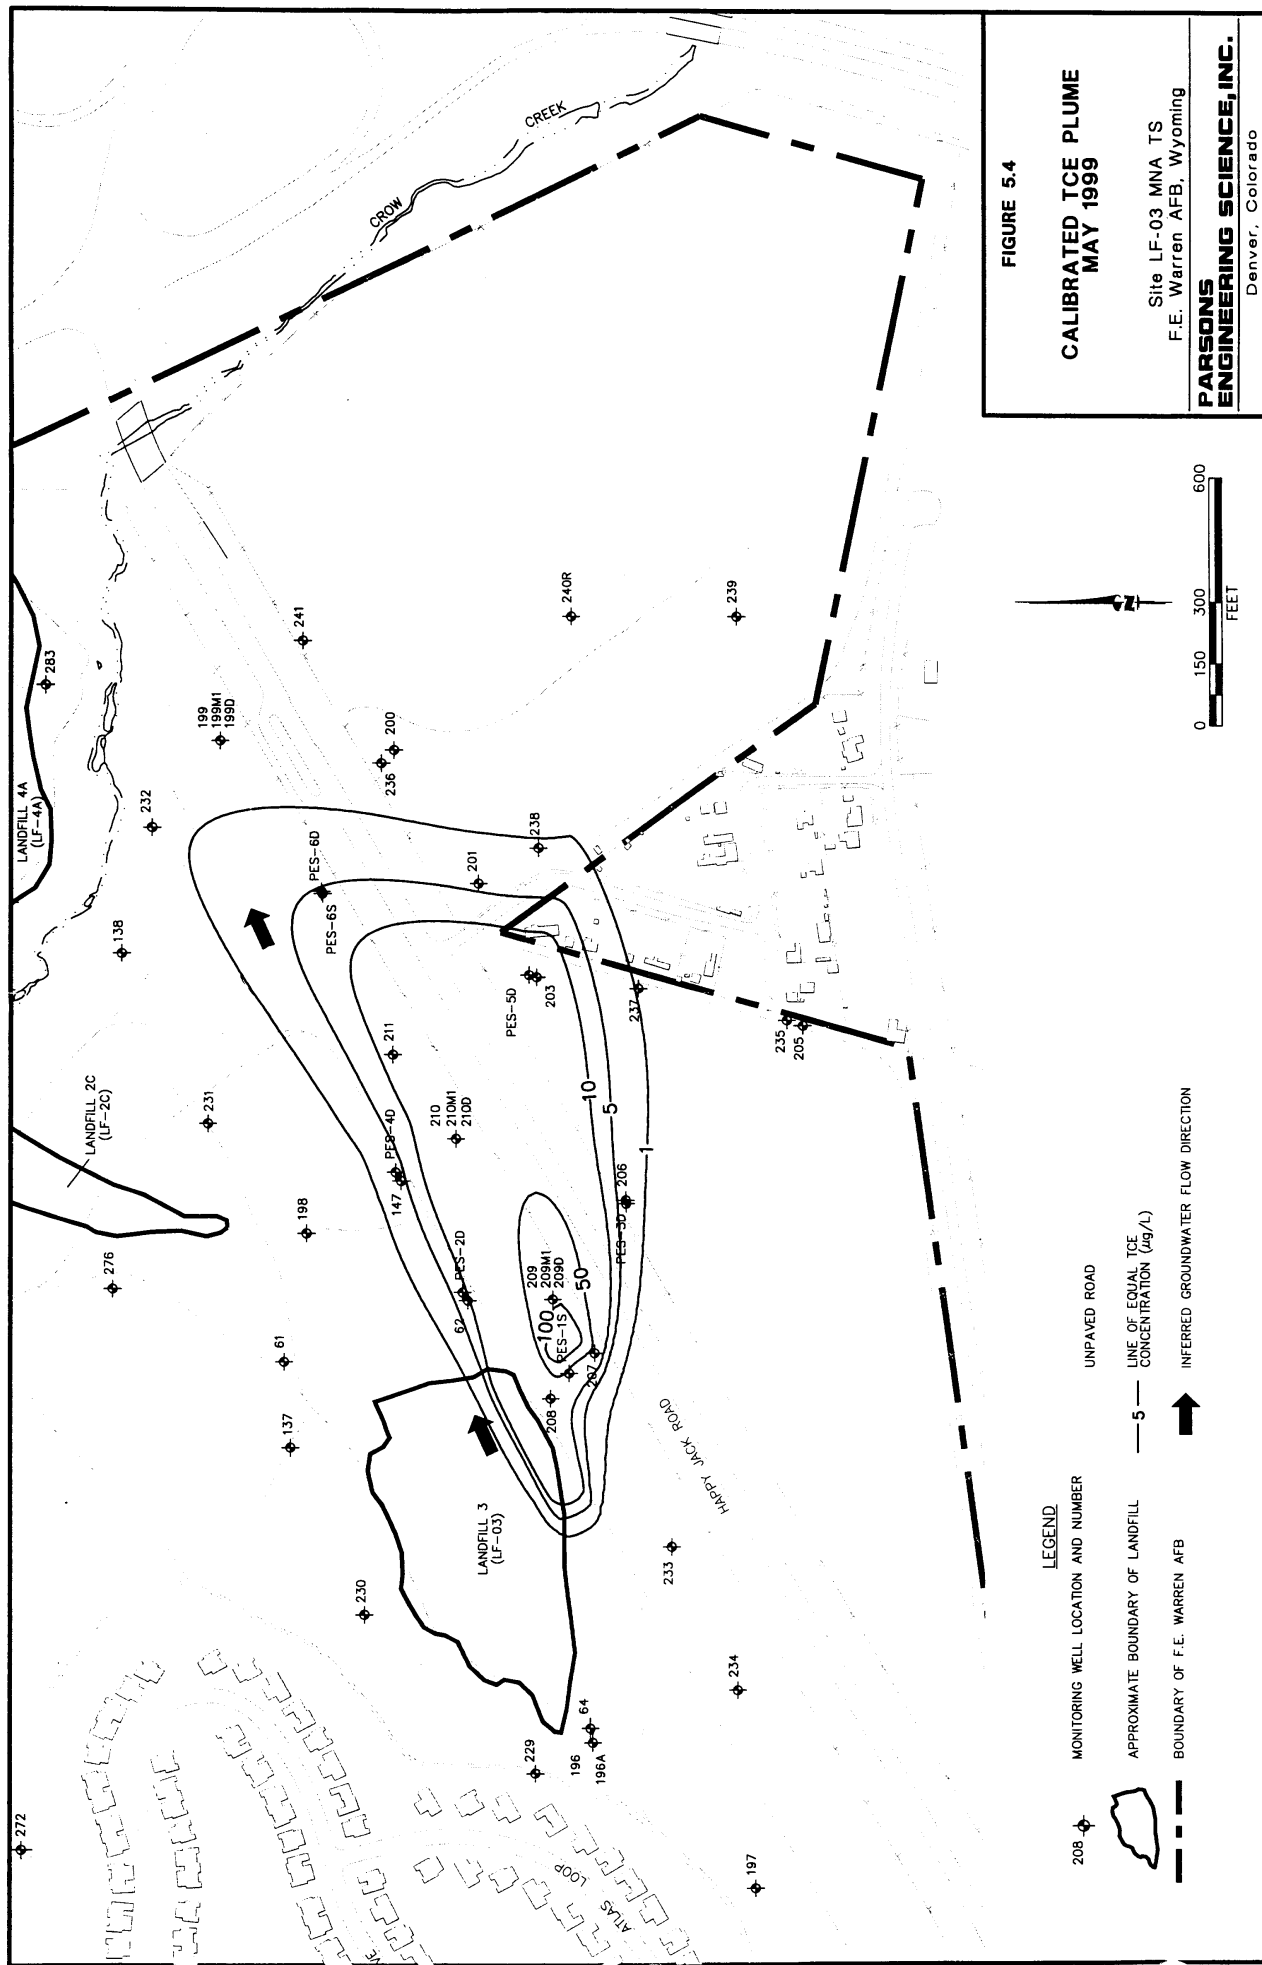 272
276
138
232
283
LANDFILL 4A
(LF-4A)
LANDFILL 2C
(LF-2C)
231
198
61
137
230
199
199M1
199D
241
236
200
240R
239
CROW
CREEK
PES-6D
PES-6S
201
238
211
PES-4D
147
210
210M1
210D
PES-5D
203
237
235
205
PES-2D
62
209
209M1
209D
100
PES-1S
50
10
5
1
206
PES-3D
207
208
LANDFILL 3
(LF-03)
HAPPY JACK ROAD
233
234
64
196
196A
229
197
ATLAS
LOOP
VE
LEGEND
208
MONITORING WELL LOCATION AND NUMBER
APPROXIMATE BOUNDARY OF LANDFILL
BOUNDARY OF F.E. WARREN AFB
UNPAVED ROAD
5
LINE OF EQUAL TCE
CONCENTRATION (µg/L)
INFERRED GROUNDWATER FLOW DIRECTION
N
0 150 300 600
FEET
FIGURE 5.4
CALIBRATED TCE PLUME
MAY 1999
Site LF-03 MNA TS
F.E. Warren AFB, Wyoming
PARSONS
ENGINEERING SCIENCE, INC.
Denver, Colorado